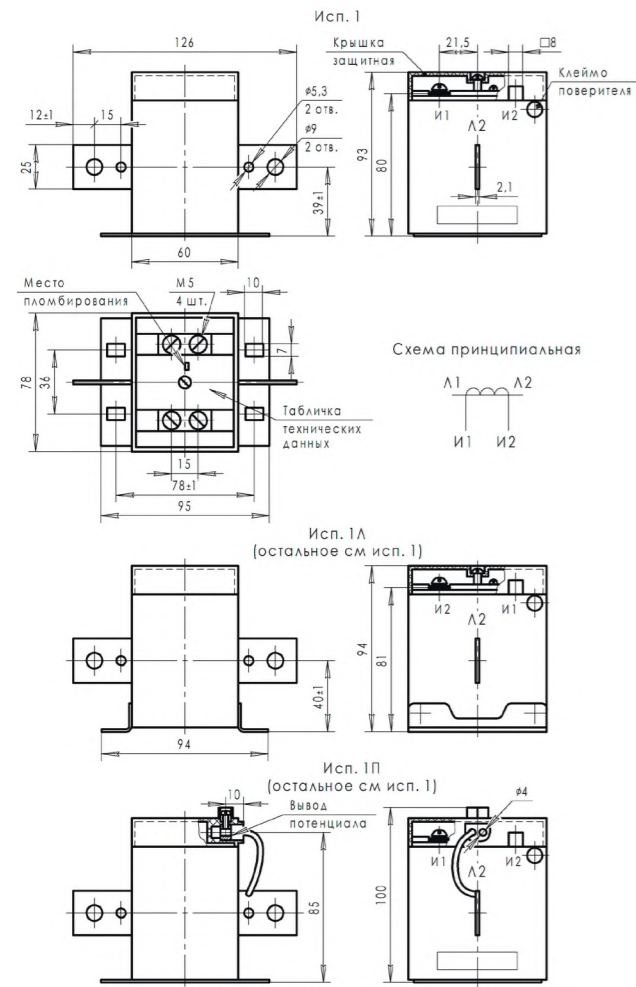 Исп. 1
126
21,5
□8
Крышка
защитная
Клеймо
поверителя
12±1
15
ø5,3
2 отв.
ø9
2 отв.
25
39±1
60
93
80
И1
И2
Л2
2,1
Место
пломбирования
М5
4 шт.
10
7
78
36
Табличка
технических
данных
15
78±1
95
Схема принципиальная
Л1
Л2
И1
И2
Исп. 1Л
(остальное см исп. 1)
40±1
94
94
81
И2
И1
Л2
Исп. 1П
(остальное см исп. 1)
10
Вывод
потенциала
85
100
ø4
И1
И2
Л2